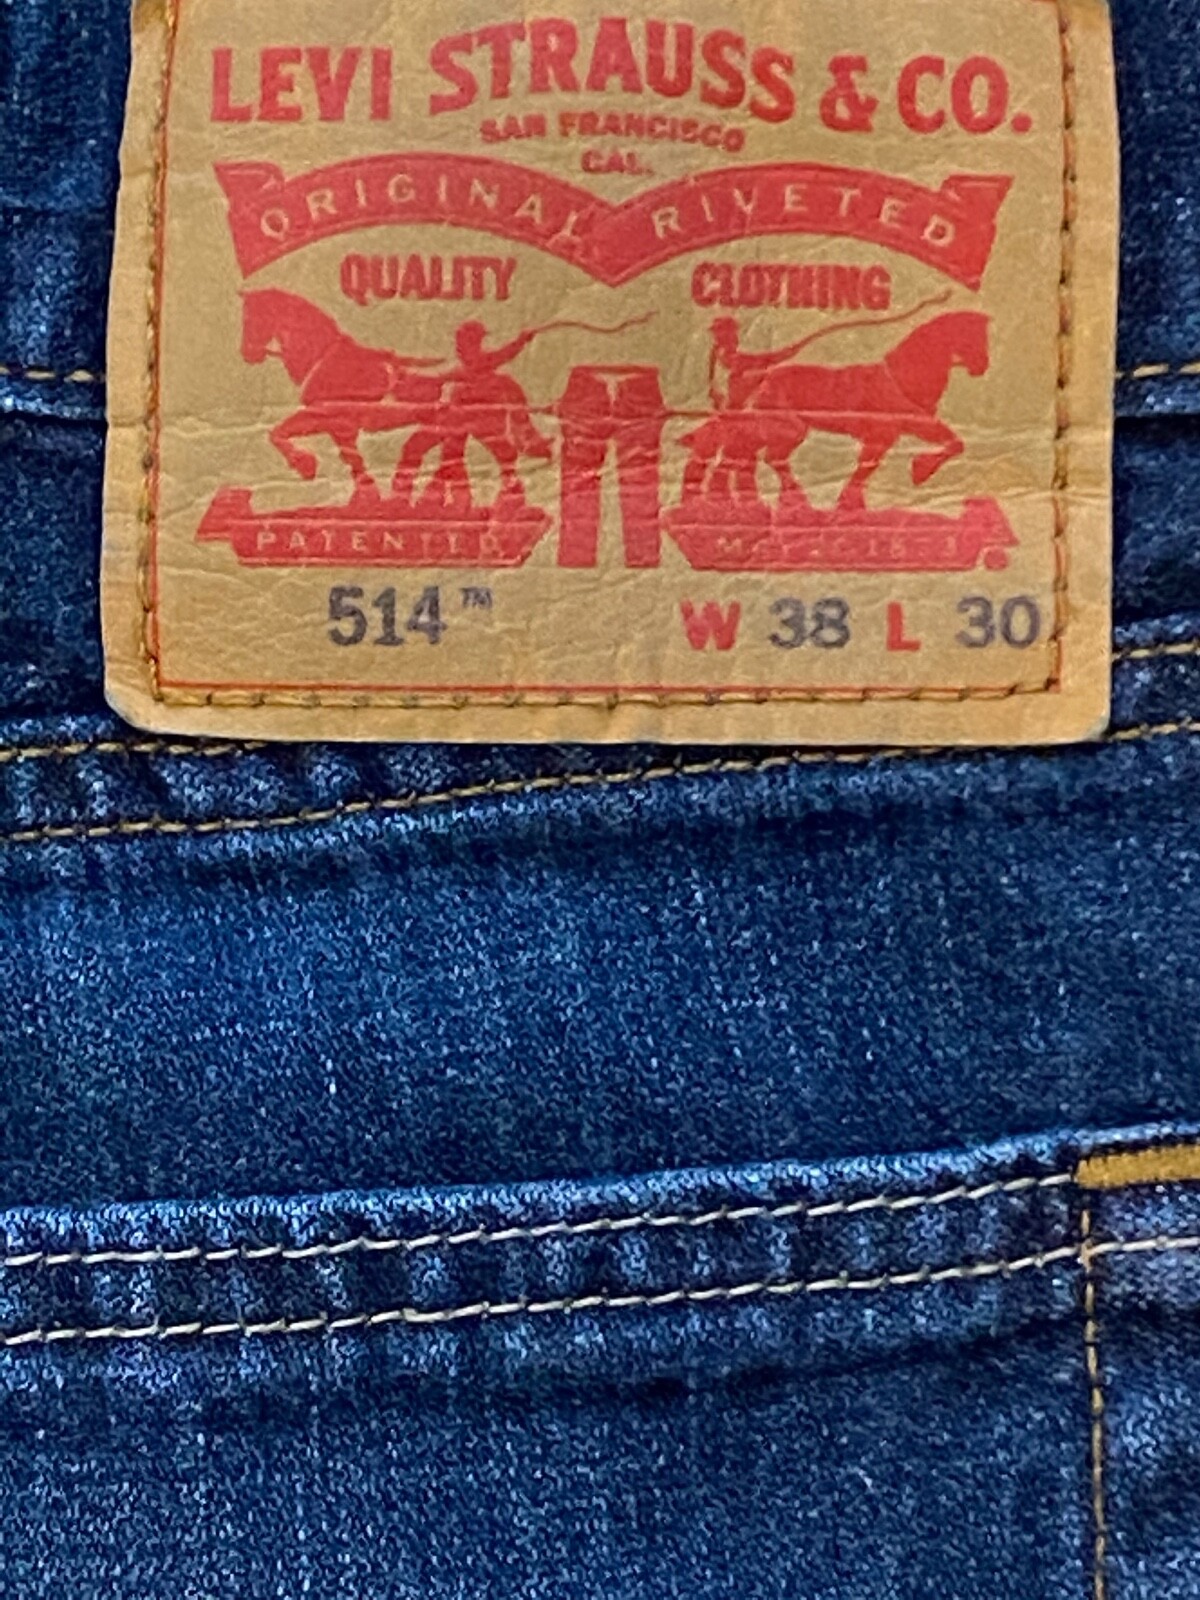 LEVI STRAUSS & CO.
SAN FRANCISCO
CAL.
ORIGINAL RIVETED
QUALITY CLOTHING
PATENTED
514™ W 38 L 30